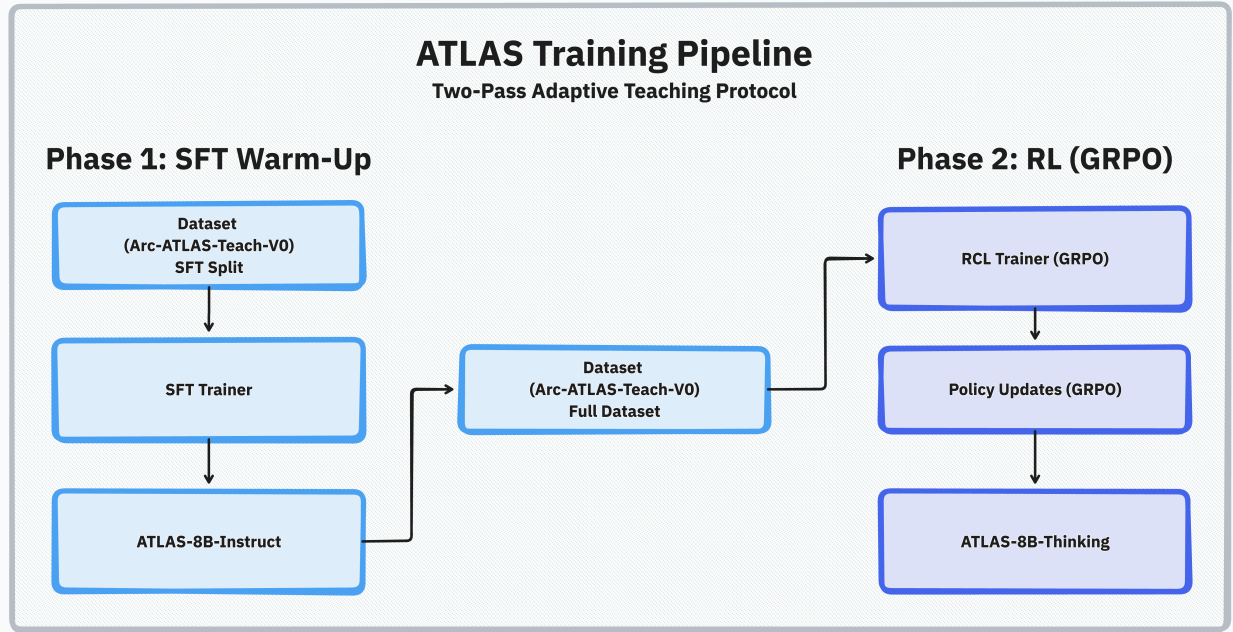 ATLAS Training Pipeline
Two-Pass Adaptive Teaching Protocol
Phase 1: SFT Warm-Up
Dataset
(Arc-ATLAS-Teach-V0)
SFT Split
SFT Trainer
ATLAS-8B-Instruct
Dataset
(Arc-ATLAS-Teach-V0)
Full Dataset
Phase 2: RL (GRPO)
RCL Trainer (GRPO)
Policy Updates (GRPO)
ATLAS-8B-Thinking